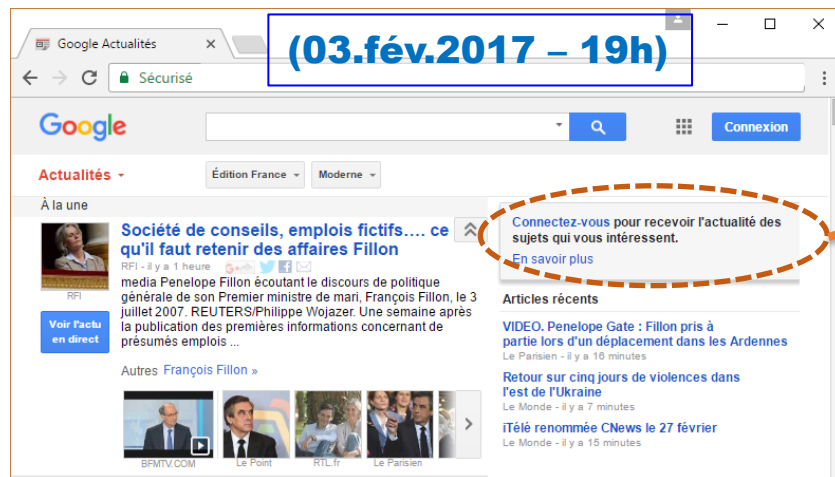 Google Actualités
(03.fév.2017 – 19h)
Sécurisé
Google
Connexion
Actualités
Édition France
Moderne
À la une
Société de conseils, emplois fictifs…. ce
qu'il faut retenir des affaires Fillon
RFI - il y a 1 heure
media Penelope Fillon écoutant le discours de politique
générale de son Premier ministre de mari, François Fillon, le 3
juillet 2007. REUTERS/Philippe Wojazer. Une semaine après
la publication des premières informations concernant de
présumés emplois ...
RFI
Voir l'actu
en direct
Autres François Fillon »
BFMTV.COM
Le Point
RTL.fr
Le Parisien
Connectez-vous pour recevoir l'actualité des
sujets qui vous intéressent.
En savoir plus
Articles récents
VIDEO. Penelope Gate : Fillon pris à
partie lors d'un déplacement dans les Ardennes
Le Parisien - il y a 16 minutes
Retour sur cinq jours de violences dans
l'est de l'Ukraine
Le Monde - il y a 7 minutes
iTélé renommée CNews le 27 février
Le Monde - il y a 15 minutes